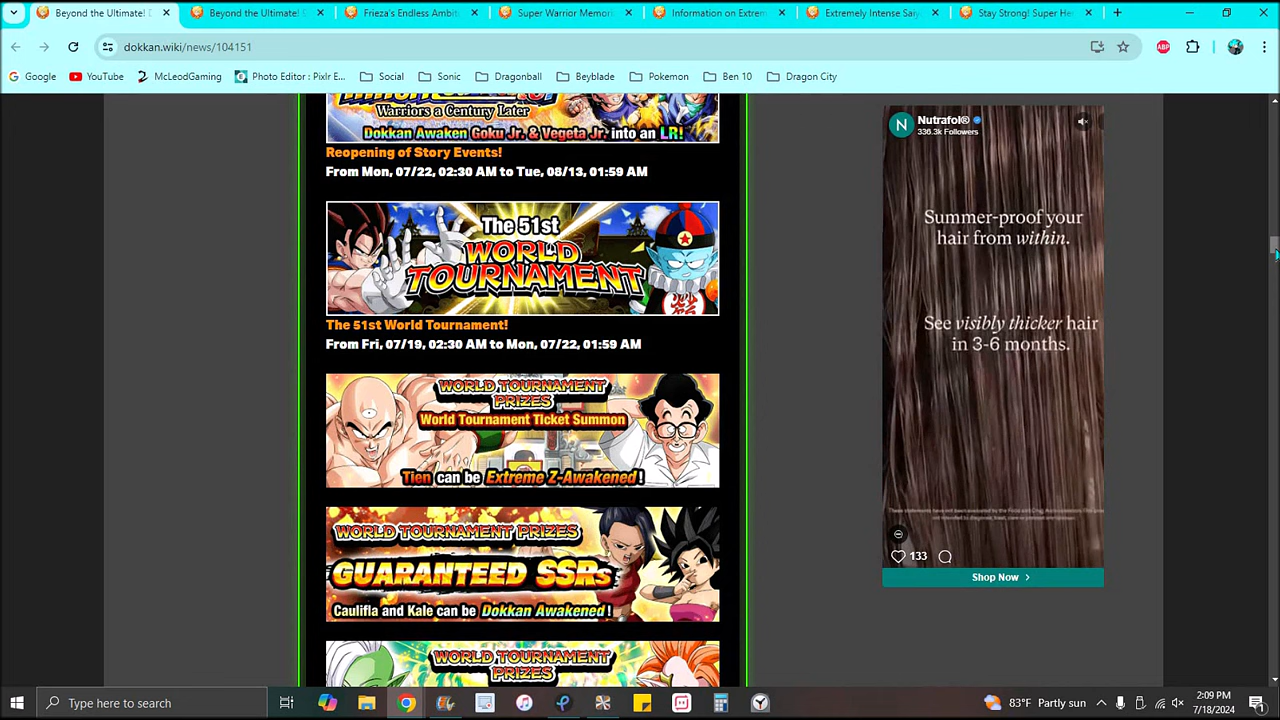 Beyond the Ultimate!
Beyond the Ultimate!
Frieza's Endless Ambiti
Super Warrior Memori
Information on Extrem
Extremely Intense Saiy
Stay Strong! Super He
dokkan.wiki/news/104151
ABP
Google
YouTube
McLeodGaming
Photo Editor : Pixlr E...
Social
Sonic
Dragonball
Beyblade
Pokemon
Ben 10
Dragon City
Warriors a Century Later
Dokkan Awaken Goku Jr. & Vegeta Jr. into an LR!
Reopening of Story Events!
From Mon, 07/22, 02:30 AM to Tue, 08/13, 01:59 AM
The 51st
WORLD
TOURNAMENT
The 51st World Tournament!
From Fri, 07/19, 02:30 AM to Mon, 07/22, 01:59 AM
WORLD TOURNAMENT
PRIZES
World Tournament Ticket Summon
Tien can be Extreme Z-Awakened!
WORLD TOURNAMENT PRIZES
GUARANTEED SSRs
Caulifla and Kale can be Dokkan Awakened!
WORLD TOURNAMENT
PRIZES
N
Nutrafol®
336.3k Followers
Summer-proof your
hair from within.
See visibly thicker hair
in 3-6 months.
133
Shop Now
Type here to search
83°F Partly sun
2:09 PM
7/18/2024